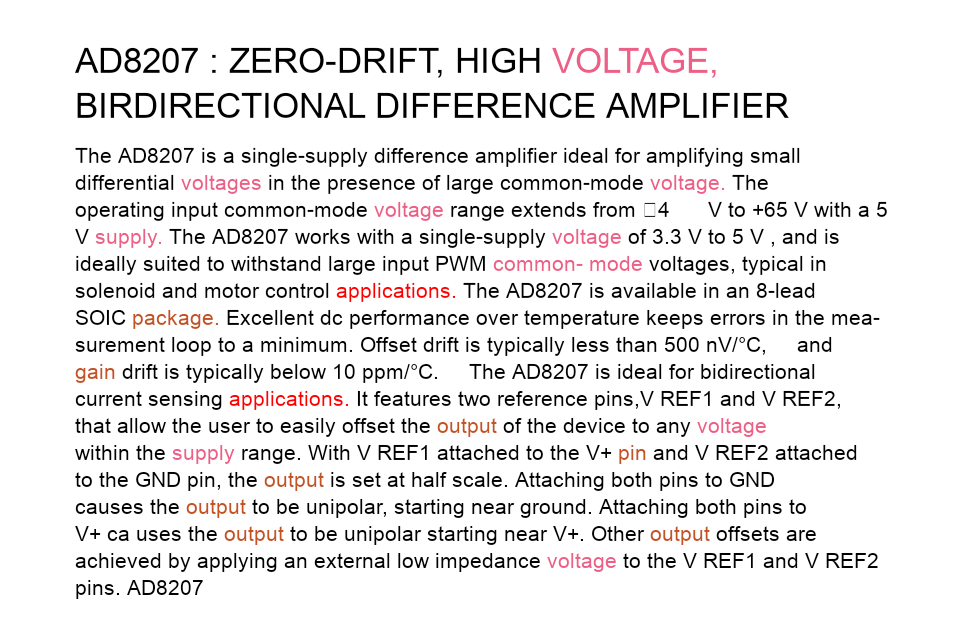 AD8207 : ZERO-DRIFT, HIGH VOLTAGE,
BIRDIRECTIONAL DIFFERENCE AMPLIFIER
The AD8207 is a single-supply difference amplifier ideal for amplifying small
differential voltages in the presence of large common-mode voltage. The
operating input common-mode voltage range extends from □4 V to +65 V with a 5
V supply. The AD8207 works with a single-supply voltage of 3.3 V to 5 V , and is
ideally suited to withstand large input PWM common- mode voltages, typical in
solenoid and motor control applications. The AD8207 is available in an 8-lead
SOIC package. Excellent dc performance over temperature keeps errors in the mea-
surement loop to a minimum. Offset drift is typically less than 500 nV/°C, and
gain drift is typically below 10 ppm/°C. The AD8207 is ideal for bidirectional
current sensing applications. It features two reference pins,V REF1 and V REF2,
that allow the user to easily offset the output of the device to any voltage
within the supply range. With V REF1 attached to the V+ pin and V REF2 attached
to the GND pin, the output is set at half scale. Attaching both pins to GND
causes the output to be unipolar, starting near ground. Attaching both pins to
V+ ca uses the output to be unipolar starting near V+. Other output offsets are
achieved by applying an external low impedance voltage to the V REF1 and V REF2
pins. AD8207